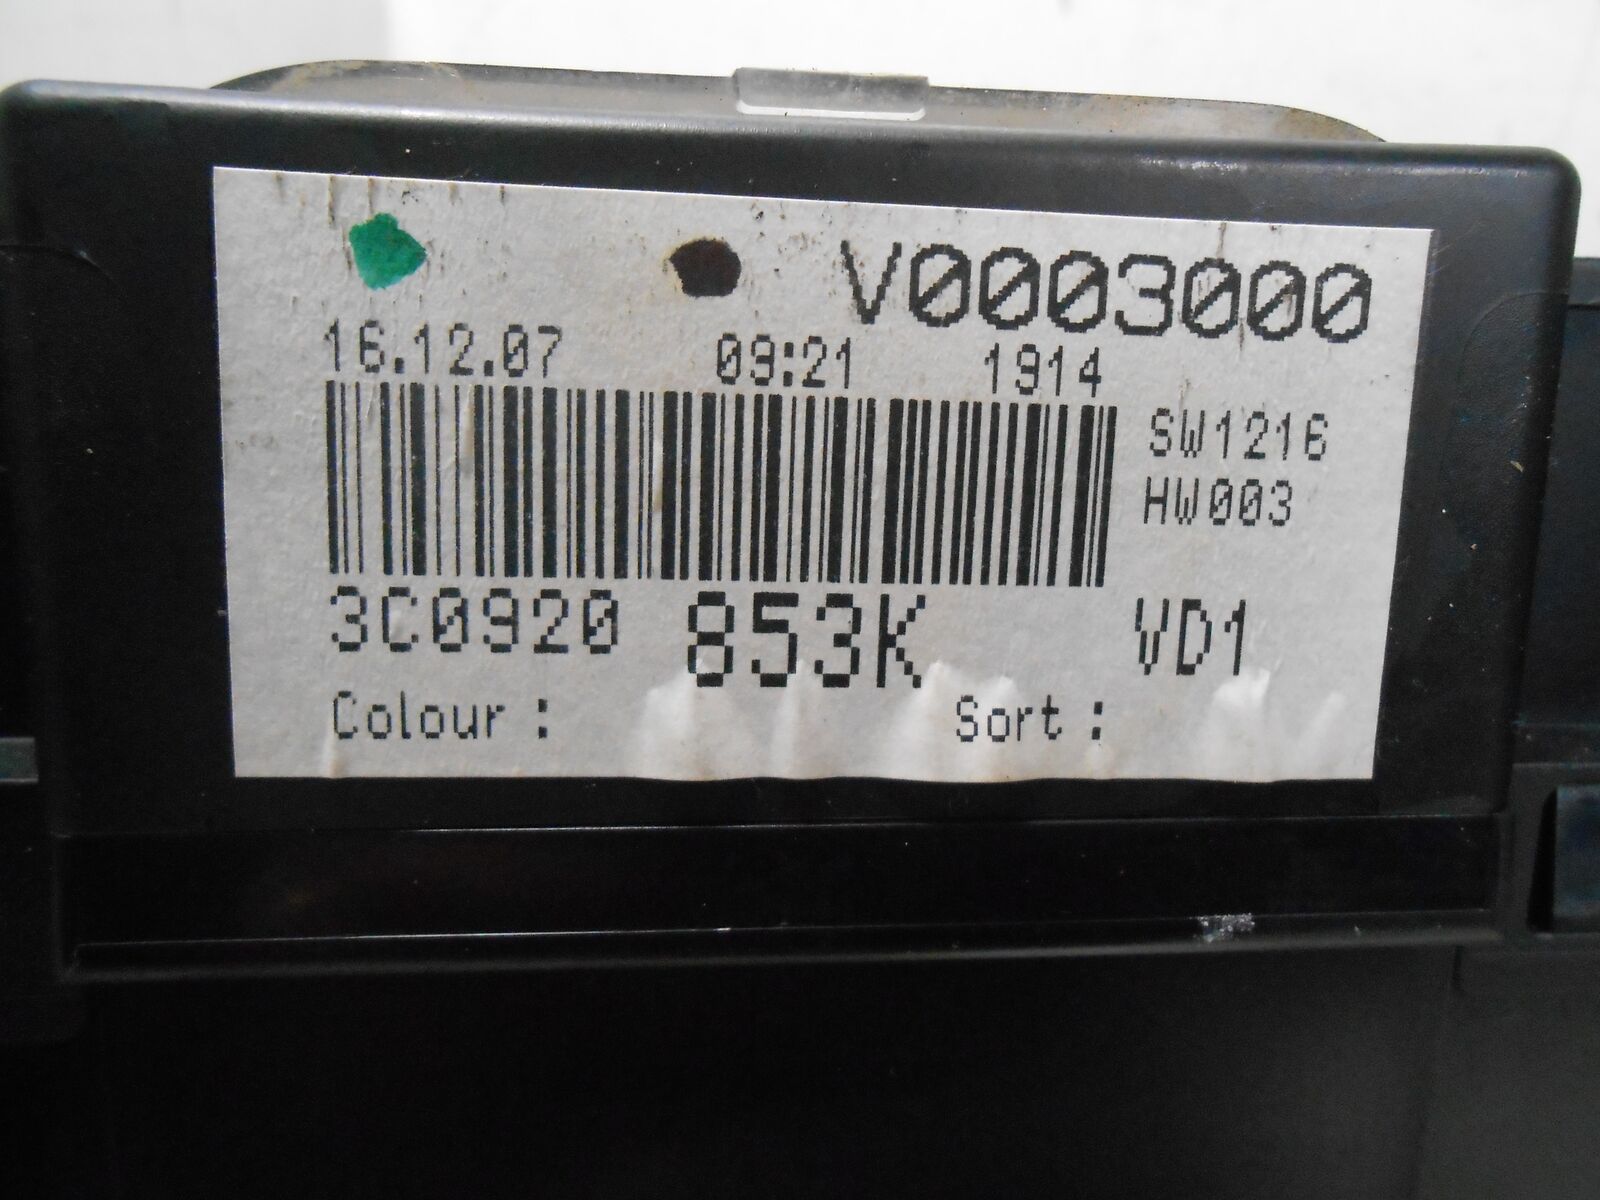 V0003000
16.12.07 09:21 1914
SW1216
HW003
3C0920 853K VD1
Colour : Sort :